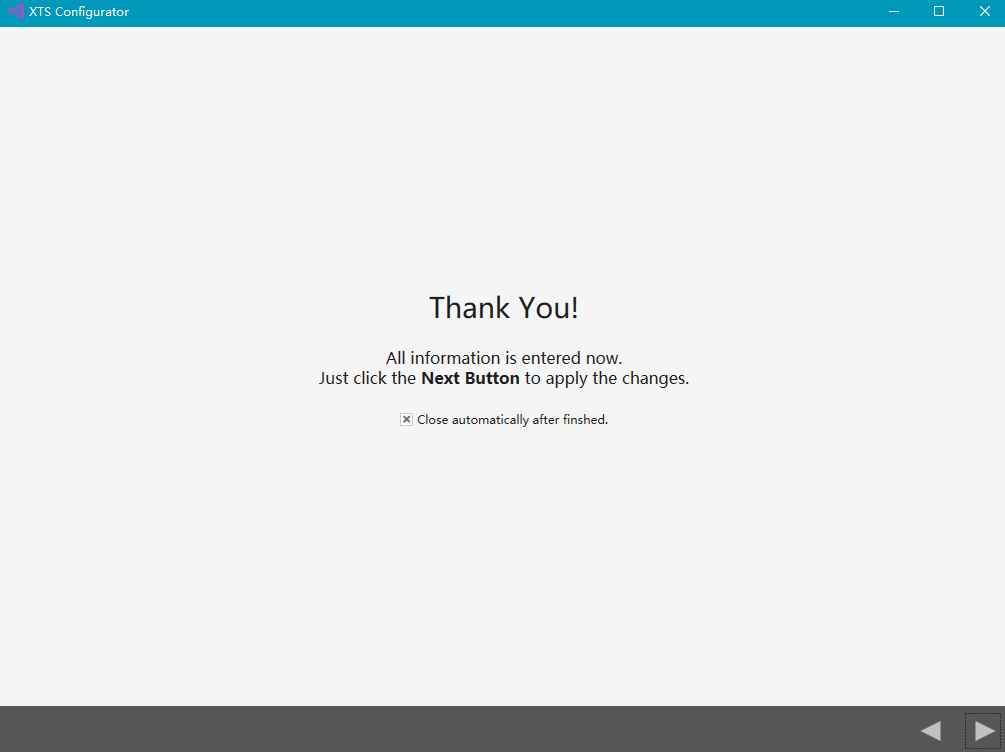 XTS Configurator
Thank You!
All information is entered now.
Just click the Next Button to apply the changes.
Close automatically after finshed.